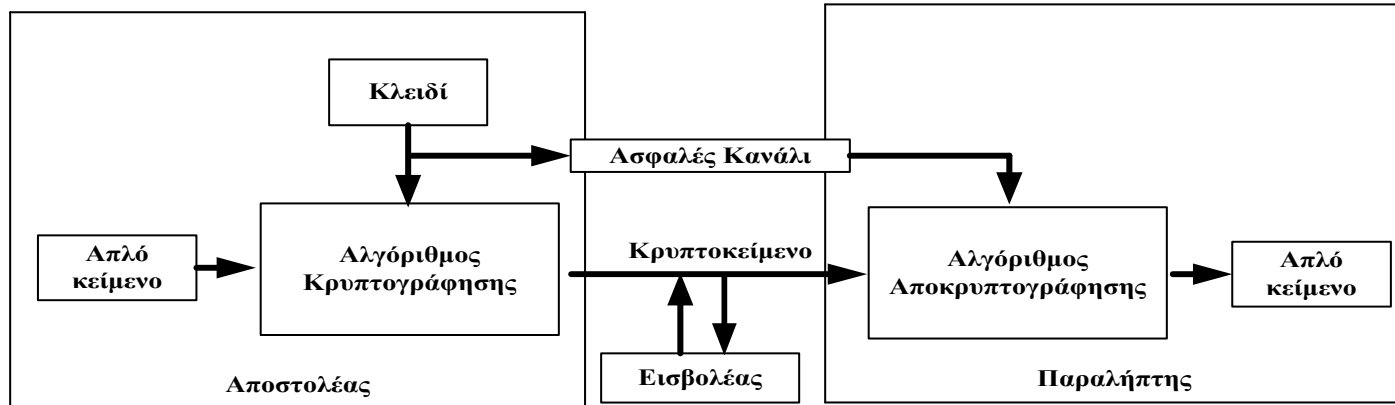 Κλειδί
Ασφαλές Κανάλι
Απλό
κείμενο
Αλγόριθμος
Κρυπτογράφησης
Κρυπτοκείμενο
Αλγόριθμος
Αποκρυπτογράφησης
Απλό
κείμενο
Εισβολέας
Αποστολέας
Παραλήπτης